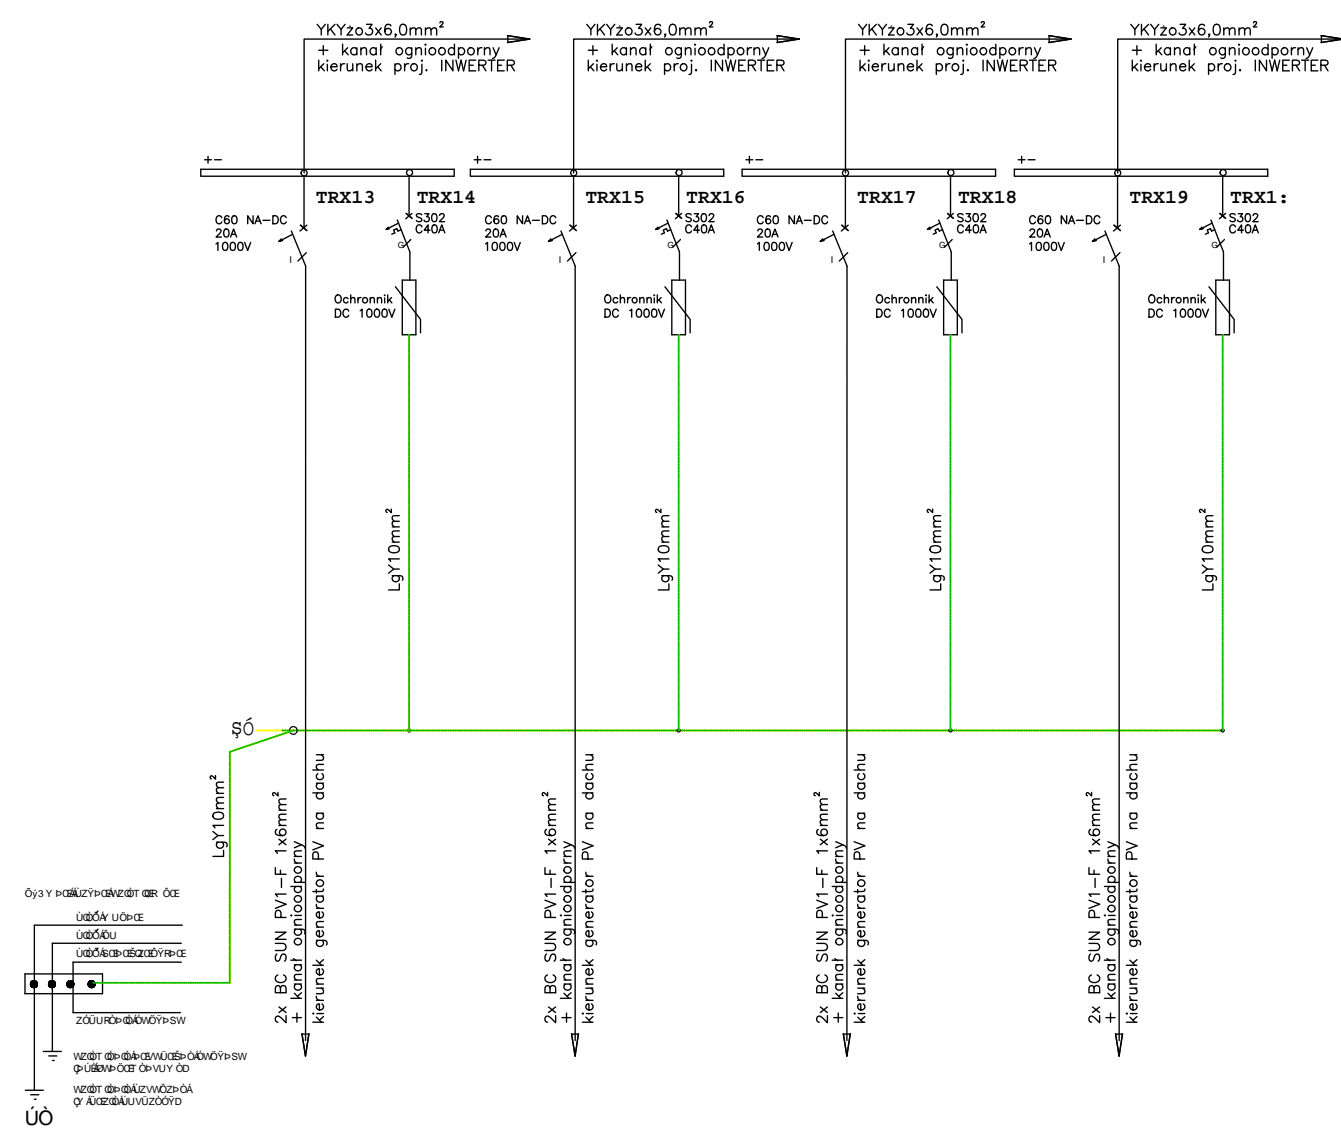 YKYżo3x6,0mm²
+ kanał ognioodporny
kierunek proj. INWERTER
YKYżo3x6,0mm²
+ kanał ognioodporny
kierunek proj. INWERTER
YKYżo3x6,0mm²
+ kanał ognioodporny
kierunek proj. INWERTER
YKYżo3x6,0mm²
+ kanał ognioodporny
kierunek proj. INWERTER
+-
+-
+-
+-
TRX13
TRX14
TRX15
TRX16
TRX17
TRX18
TRX19
TRX1:
C60 NA-DC
20A
1000V
S302
C40A
C60 NA-DC
20A
1000V
S302
C40A
C60 NA-DC
20A
1000V
S302
C40A
C60 NA-DC
20A
1000V
S302
C40A
Ochronnik
DC 1000V
Ochronnik
DC 1000V
Ochronnik
DC 1000V
Ochronnik
DC 1000V
LgY10mm²
LgY10mm²
LgY10mm²
LgY10mm²
ŞÓ
LgY10mm²
2x BC SUN PV1-F 1x6mm²
+ kanał ognioodporny
kierunek generator PV na dachu
2x BC SUN PV1-F 1x6mm²
+ kanał ognioodporny
kierunek generator PV na dachu
2x BC SUN PV1-F 1x6mm²
+ kanał ognioodporny
kierunek generator PV na dachu
2x BC SUN PV1-F 1x6mm²
+ kanał ognioodporny
kierunek generator PV na dachu
ÚÒ